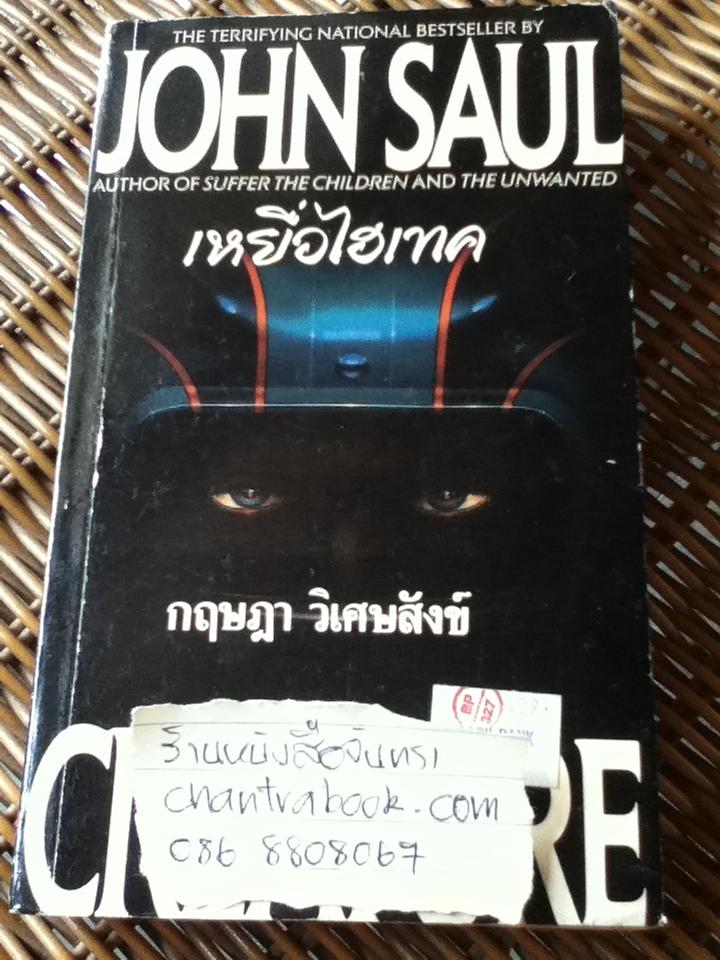 THE TERRIFYING NATIONAL BESTSELLER BY
JOHN SAUL
AUTHOR OF SUFFER THE CHILDREN AND THE UNWANTED
เหยื่อไฮเทค
กฤษฎา วิเศษสังข์
BP
327
ร้านหนังสือจันทรา
chantrabook.com
086 8808067